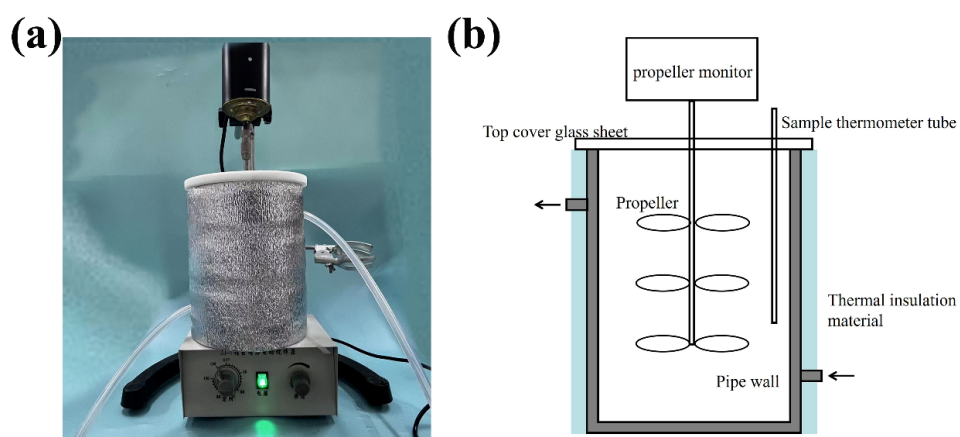 (a)
(b)
propeller monitor
Top cover glass sheet
Sample thermometer tube
Propeller
Thermal insulation
material
Pipe wall